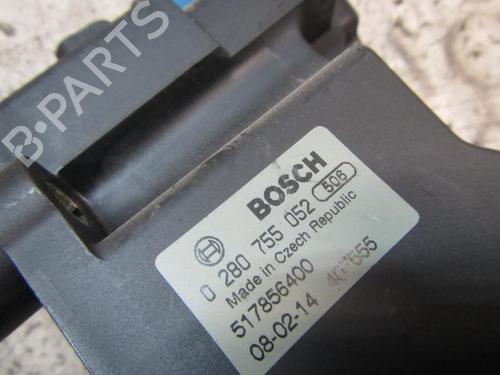 B-PARTS
BOSCH
0 280 755 052 506
Made in Czech Republic
517856400
08-02-14